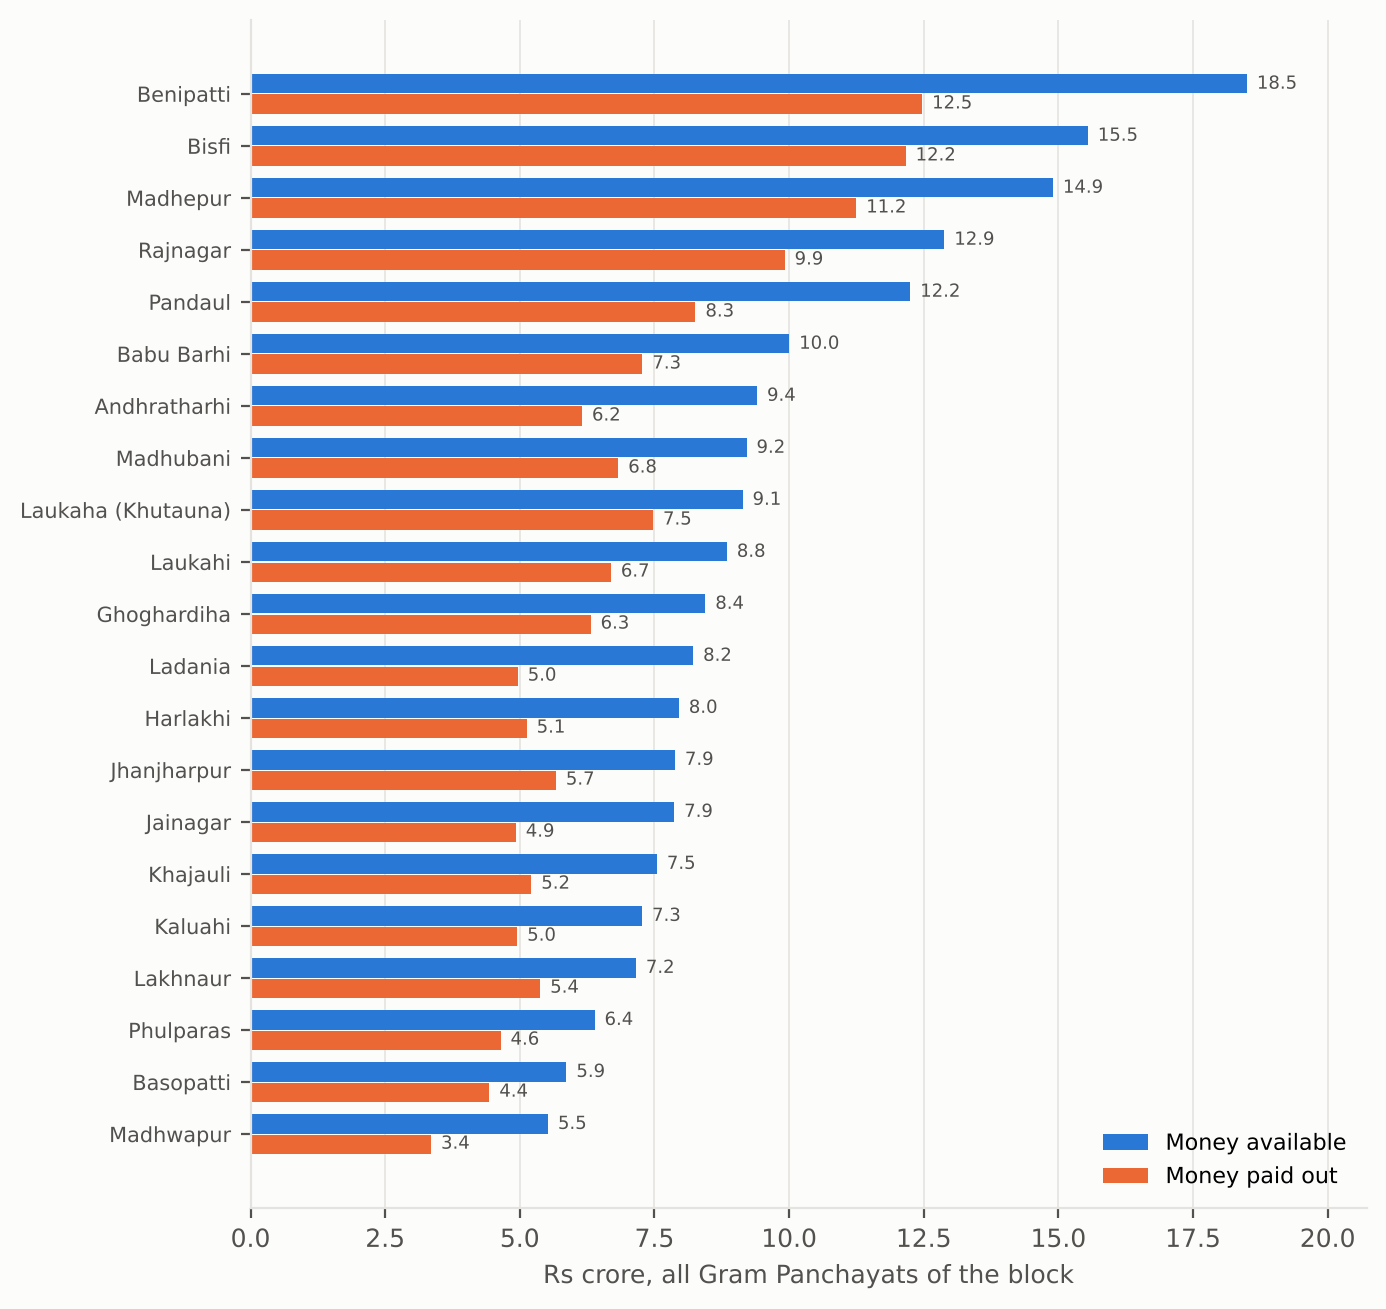 Benipatti 18.5
12.5
Bisfi 15.5
12.2
Madhepur 14.9
11.2
Rajnagar 12.9
9.9
Pandaul 12.2
8.3
Babu Barhi 10.0
7.3
Andhratharhi 9.4
6.2
Madhubani 9.2
6.8
Laukaha (Khutauna) 9.1
7.5
Laukahi 8.8
6.7
Ghoghardiha 8.4
6.3
Ladania 8.2
5.0
Harlakhi 8.0
5.1
Jhanjharpur 7.9
5.7
Jainagar 7.9
4.9
Khajauli 7.5
5.2
Kaluahi 7.3
5.0
Lakhnaur 7.2
5.4
Phulparas 6.4
4.6
Basopatti 5.9
4.4
Madhwapur 5.5
3.4
Money available
Money paid out
0.0 2.5 5.0 7.5 10.0 12.5 15.0 17.5 20.0
Rs crore, all Gram Panchayats of the block